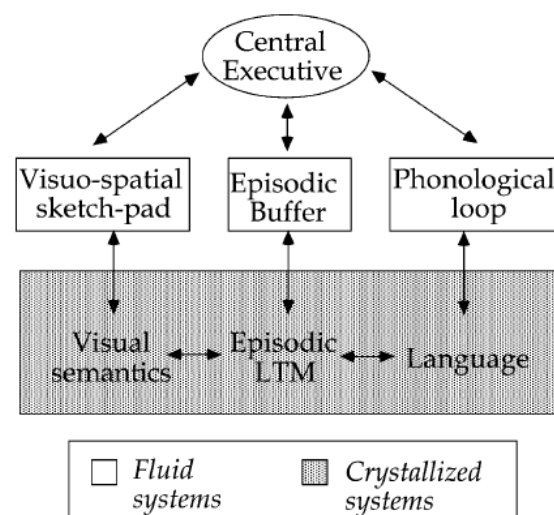 Central
Executive
Visuo-spatial
sketch-pad
Episodic
Buffer
Phonological
loop
Visual
semantics
Episodic
LTM
Language
Fluid
systems
Crystallized
systems